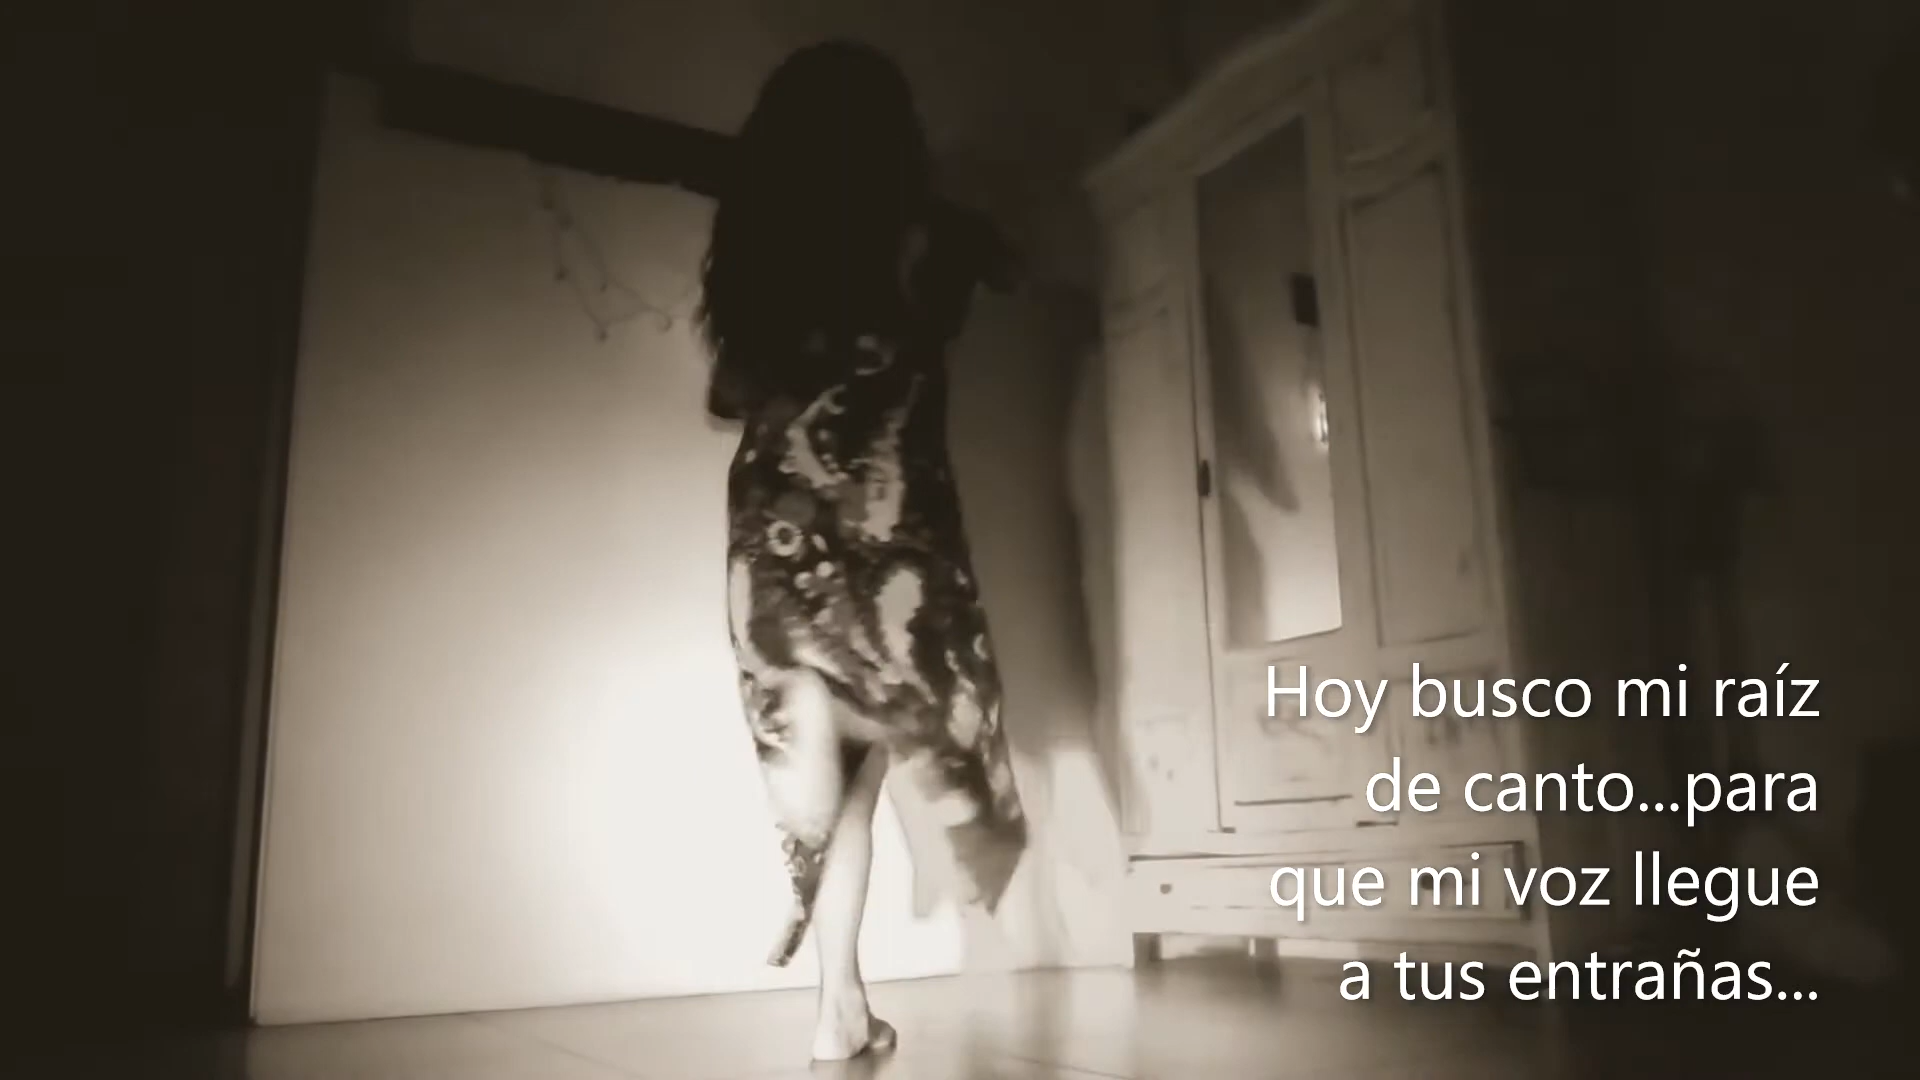 Hoy busco mi raíz
de canto...para
que mi voz llegue
a tus entrañas...